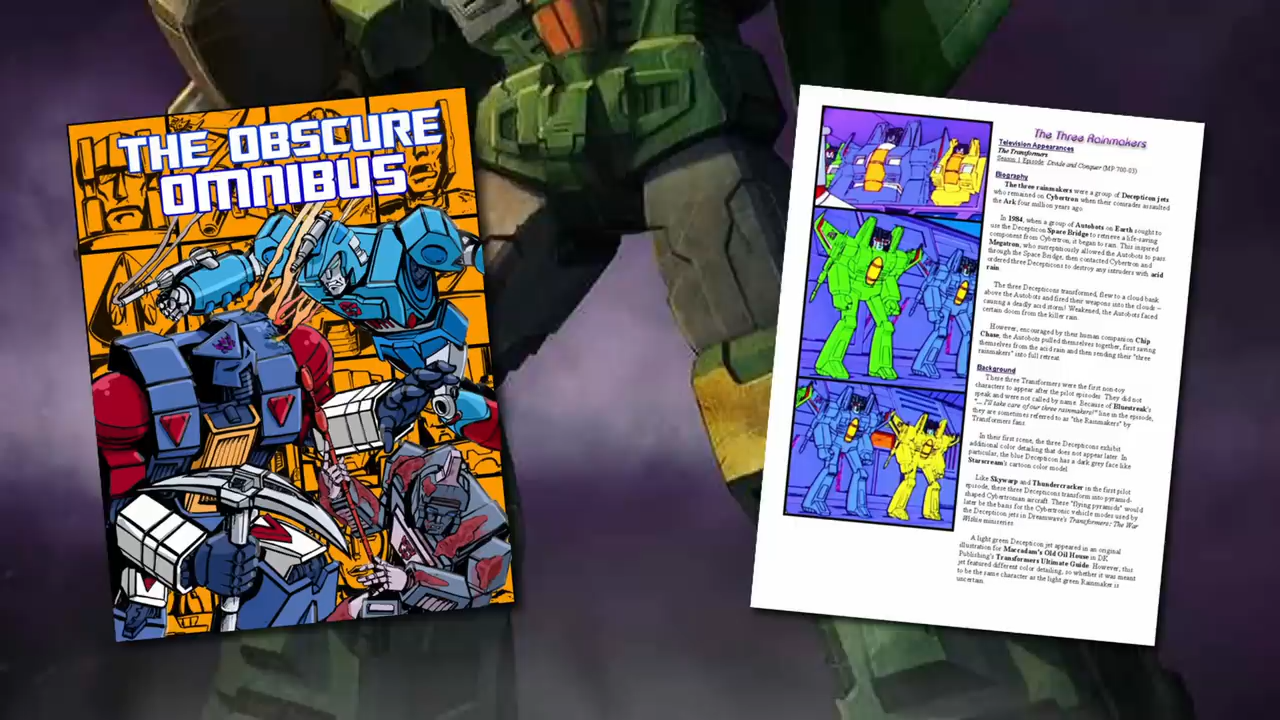 THE OBSCURE
OMNIBUS
The Three Rainmakers
Television Appearances
The Transformers
Season 1 Episode: Divide and Conquer (MP 700-03)
Biography
The three rainmakers were a group of Decepticon jets
who remained on Cybertron when their comrades assaulted
the Ark four million years ago.
In 1984, when a group of Autobots on Earth sought to
use the Decepticon Space Bridge to retrieve a life-saving
component from Cybertron, it began to rain. This inspired
Megatron, who surreptitiously allowed the Autobots to pass
through the Space Bridge, then contacted Cybertron and
ordered three Decepticons to destroy any intruders with acid
rain.
The three Decepticons transformed, flew to a cloud bank
above the Autobots and fired their weapons into the clouds –
causing a deadly acid storm! Weakened, the Autobots faced
certain doom from the killer rain.
However, encouraged by their human companion Chip
Chase, the Autobots pulled themselves together, first saving
themselves from the acid rain and then sending their "three
rainmakers" into full retreat.
Background
These three Transformers were the first non-toy
characters to appear after the pilot episodes. They did not
speak and were not called by name. Because of Bluestreak's
"... I'll take care of our three rainmakers!" line in the episode,
they are sometimes referred to as "the Rainmakers" by
Transformers fans.
In their first scene, the three Decepticons exhibit
additional color detailing that does not appear later. In
particular, the blue Decepticon has a dark grey face like
Starscream's cartoon color model.
Like Skywarp and Thundercracker in the first pilot
episode, these three Decepticons transform into pyramid-
shaped Cybertronian aircraft. These "flying pyramids" would
later be the basis for the Cybertronic vehicle modes used by
the Decepticon jets in Dreamwave's Transformers: The War
Within miniseries.
A light green Decepticon jet appeared in an original
illustration for Maccadam's Old Oil House in DK
Publishing's Transformers Ultimate Guide. However, this
jet featured different color detailing, so whether it was meant
to be the same character as the light green Rainmaker is
uncertain.